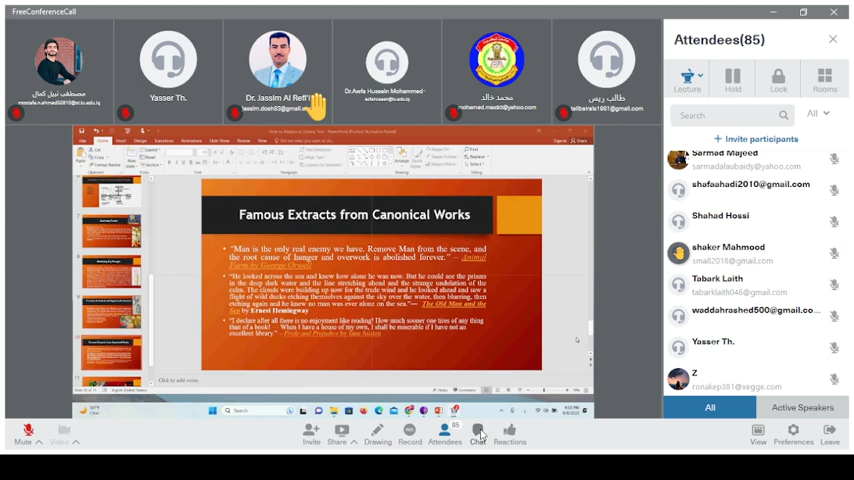 FreeConferenceCall
مصطفى نبيل كمال
Yasser Th.
Dr. Jassim Al Refi'i
Dr.Awfa Hussein Mohammed -
محمد خالد
طالب ريس
Attendees(85)
Lecture
Hold
Lock
Rooms
Search
All
+ Invite participants
Sarmad Majeed
sarmadalaubaidy@yahoo.com
shafaahadi2010@gmail.com
Shahad Hossi
shaker Mahmood
sma82018@gmail.com
Tabark Laith
tabarklaith046@gmail.com
waddahrashed500@gmail.co...
Yasser Th.
Z
ronakep381@xegge.com
All
Active Speakers
Famous Extracts from Canonical Works
• "Man is the only real enemy we have. Remove Man from the scene, and
the root cause of hunger and overwork is abolished forever." – Animal
Farm by George Orwell
• "He looked across the sea and knew how alone he was now. But he could see the prisms
in the deep dark water and the line stretching ahead and the strange undulation of the
calm. The clouds were building up now for the trade wind and he looked ahead and saw a
flight of wild ducks etching themselves against the sky over the water, then blurring, then
etching again and he knew no man was ever alone on the sea."— The Old Man and the
Sea by Ernest Hemingway
• "I declare after all there is no enjoyment like reading! How much sooner one tires of any thing
than of a book! – When I have a house of my own, I shall be miserable if I have not an
excellent library." – Pride and Prejudice by Jane Austen
Click to add notes
Search
Mute
Video
Invite
Share
Drawing
Record
85
Attendees
Chat
Reactions
View
Preferences
Leave